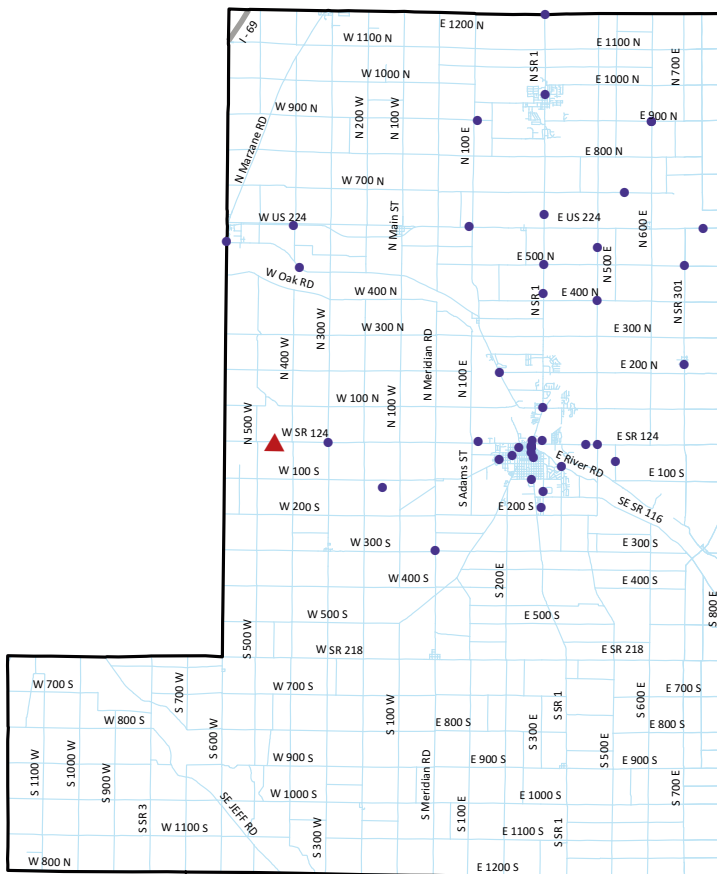 E 1200 N
I - 69
W 1100 N
E 1100 N
N SR 1
N 700 E
W 1000 N
E 1000 N
W 900 N
N 200 W
N 100 W
E 900 N
N 100 E
N Marzane RD
E 800 N
W 700 N
W US 224
N Main ST
E US 224
N 600 E
E 500 N
N 500 E
W Oak RD
W 400 N
N SR 1
E 400 N
N SR 301
N 300 W
W 300 N
N Meridian RD
E 300 N
N 400 W
N 100 E
E 200 N
N 500 W
W 100 N
N 100 W
W SR 124
E SR 124
W 100 S
S Adams ST
E River RD
E 100 S
W 200 S
E 200 S
SE SR 116
W 300 S
E 300 S
W 400 S
S 200 E
E 400 S
S 800 E
W 500 S
E 500 S
S 500 W
W SR 218
E SR 218
W 700 S
S 700 W
W 700 S
S 100 W
S SR 1
S 600 E
E 700 S
W 800 S
S 600 W
E 800 S
S 300 E
E 800 S
S 1100 W
S 1000 W
S 900 W
W 900 S
S Meridian RD
E 900 S
S 500 E
E 900 S
S SR 3
SE JEFF RD
W 1000 S
S 100 E
E 1000 S
S 700 E
W 1100 S
S 300 W
E 1100 S
S SR 1
W 800 N
E 1200 S